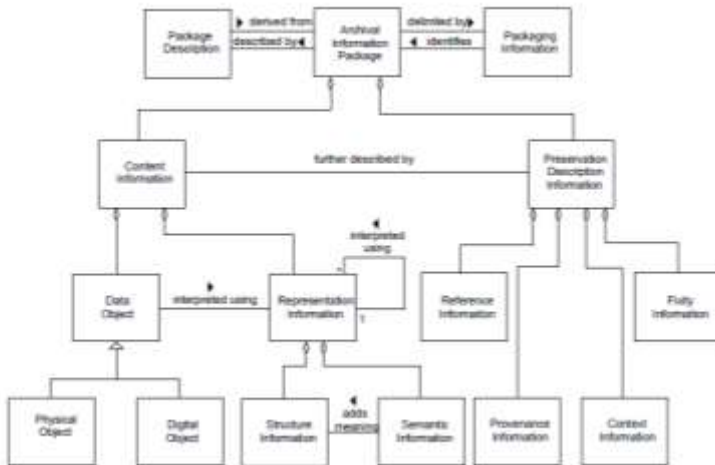 Package
Description
derived from
described by
Archival
Information
Package
delimited by
identifies
Packaging
Information
Content
Information
further described by
Preservation
Description
Information
interpreted
using
Data
Object
interpreted using
Representation
Information
*
1
Reference
Information
Fixity
Information
Physical
Object
Digital
Object
Structure
Information
adds
meaning
Semantic
Information
Provenance
Information
Context
Information